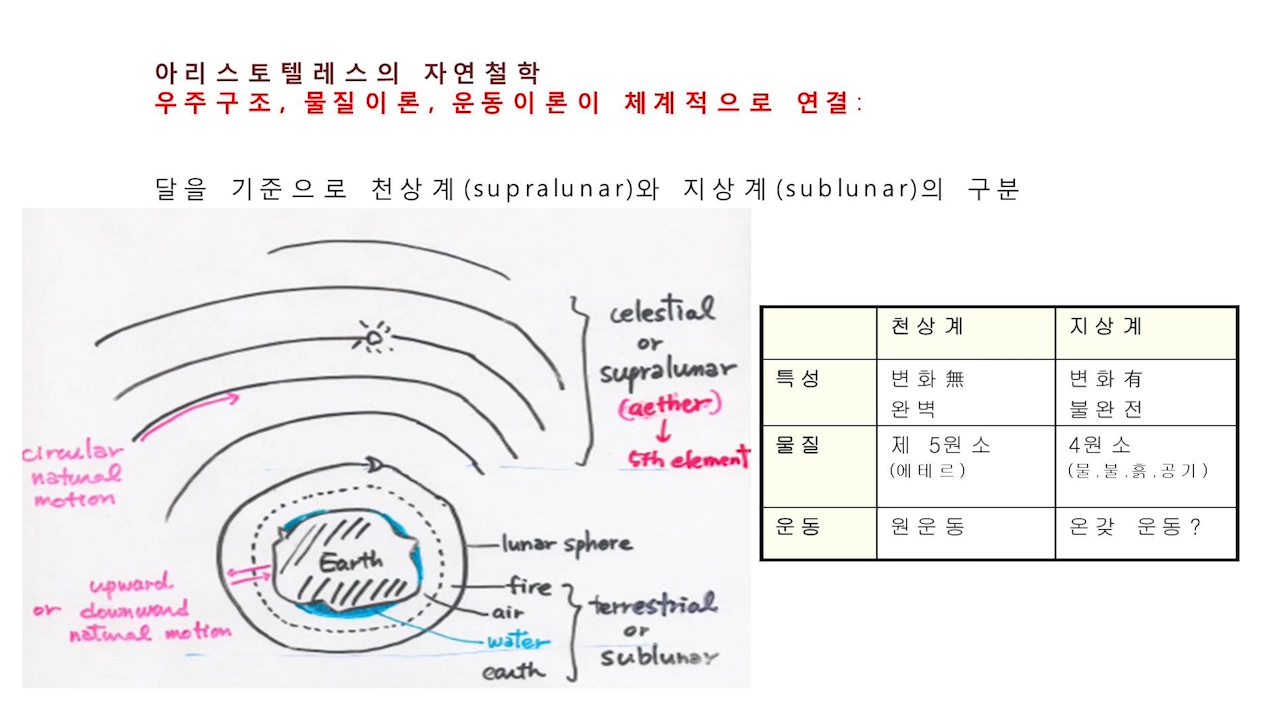 아리스토텔레스의 자연철학
우주구조, 물질이론, 운동이론이 체계적으로 연결:
달을 기준으로 천상계(supralunar)와 지상계(sublunar)의 구분
celestial
or
supralunar
(aether)
↓
5th element
circular
natural
motion
Earth
lunar sphere
fire
air
water
earth
terrestrial
or
sublunar
upward
or downward
natural motion
천상계 지상계
특성 변화無 변화有
완벽 불완전
물질 제 5원소 4원소
(에테르) (물,불,흙,공기)
운동 원운동 온갖 운동?